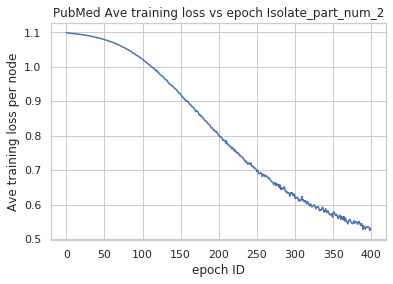 PubMed Ave training loss vs epoch Isolate_part_num_2
Ave training loss per node
1.1
1.0
0.9
0.8
0.7
0.6
0.5
0 50 100 150 200 250 300 350 400
epoch ID